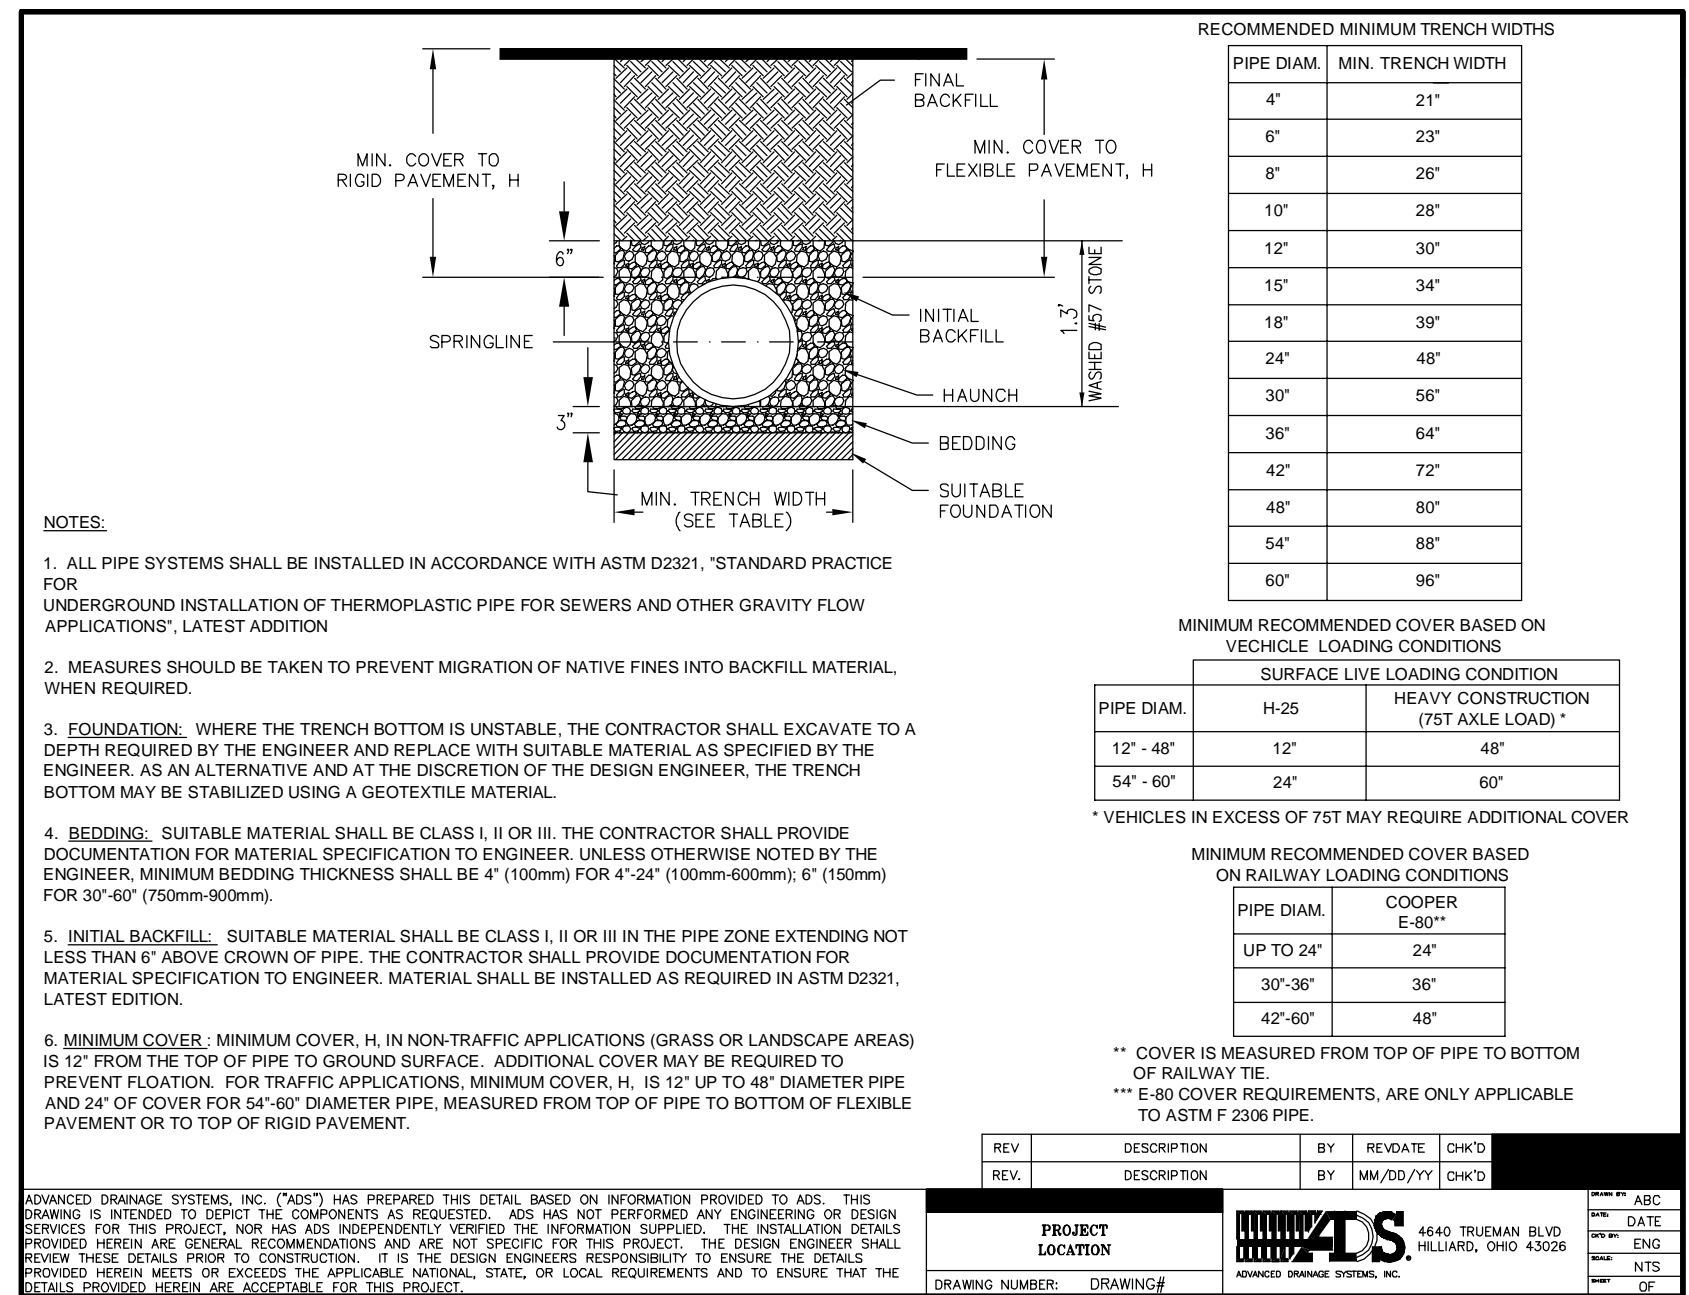 FINAL
BACKFILL
MIN. COVER TO
RIGID PAVEMENT, H
MIN. COVER TO
FLEXIBLE PAVEMENT, H
6"
SPRINGLINE
INITIAL
BACKFILL
1.3'
WASHED #57 STONE
HAUNCH
3"
BEDDING
SUITABLE
FOUNDATION
MIN. TRENCH WIDTH
(SEE TABLE)
RECOMMENDED MINIMUM TRENCH WIDTHS
PIPE DIAM. MIN. TRENCH WIDTH
4" 21"
6" 23"
8" 26"
10" 28"
12" 30"
15" 34"
18" 39"
24" 48"
30" 56"
36" 64"
42" 72"
48" 80"
54" 88"
60" 96"
NOTES:
1. ALL PIPE SYSTEMS SHALL BE INSTALLED IN ACCORDANCE WITH ASTM D2321, "STANDARD PRACTICE
FOR
UNDERGROUND INSTALLATION OF THERMOPLASTIC PIPE FOR SEWERS AND OTHER GRAVITY FLOW
APPLICATIONS", LATEST ADDITION
2. MEASURES SHOULD BE TAKEN TO PREVENT MIGRATION OF NATIVE FINES INTO BACKFILL MATERIAL,
WHEN REQUIRED.
3. FOUNDATION: WHERE THE TRENCH BOTTOM IS UNSTABLE, THE CONTRACTOR SHALL EXCAVATE TO A
DEPTH REQUIRED BY THE ENGINEER AND REPLACE WITH SUITABLE MATERIAL AS SPECIFIED BY THE
ENGINEER. AS AN ALTERNATIVE AND AT THE DISCRETION OF THE DESIGN ENGINEER, THE TRENCH
BOTTOM MAY BE STABILIZED USING A GEOTEXTILE MATERIAL.
4. BEDDING: SUITABLE MATERIAL SHALL BE CLASS I, II OR III. THE CONTRACTOR SHALL PROVIDE
DOCUMENTATION FOR MATERIAL SPECIFICATION TO ENGINEER. UNLESS OTHERWISE NOTED BY THE
ENGINEER, MINIMUM BEDDING THICKNESS SHALL BE 4" (100mm) FOR 4"-24" (100mm-600mm); 6" (150mm)
FOR 30"-60" (750mm-900mm).
5. INITIAL BACKFILL: SUITABLE MATERIAL SHALL BE CLASS I, II OR III IN THE PIPE ZONE EXTENDING NOT
LESS THAN 6" ABOVE CROWN OF PIPE. THE CONTRACTOR SHALL PROVIDE DOCUMENTATION FOR
MATERIAL SPECIFICATION TO ENGINEER. MATERIAL SHALL BE INSTALLED AS REQUIRED IN ASTM D2321,
LATEST EDITION.
6. MINIMUM COVER : MINIMUM COVER, H, IN NON-TRAFFIC APPLICATIONS (GRASS OR LANDSCAPE AREAS)
IS 12" FROM THE TOP OF PIPE TO GROUND SURFACE. ADDITIONAL COVER MAY BE REQUIRED TO
PREVENT FLOATION. FOR TRAFFIC APPLICATIONS, MINIMUM COVER, H, IS 12" UP TO 48" DIAMETER PIPE
AND 24" OF COVER FOR 54"-60" DIAMETER PIPE, MEASURED FROM TOP OF PIPE TO BOTTOM OF FLEXIBLE
PAVEMENT OR TO TOP OF RIGID PAVEMENT.
MINIMUM RECOMMENDED COVER BASED ON
VECHICLE LOADING CONDITIONS
SURFACE LIVE LOADING CONDITION
PIPE DIAM. H-25 HEAVY CONSTRUCTION
(75T AXLE LOAD) *
12" - 48" 12" 48"
54" - 60" 24" 60"
* VEHICLES IN EXCESS OF 75T MAY REQUIRE ADDITIONAL COVER
MINIMUM RECOMMENDED COVER BASED
ON RAILWAY LOADING CONDITIONS
PIPE DIAM. COOPER
E-80**
UP TO 24" 24"
30"-36" 36"
42"-60" 48"
** COVER IS MEASURED FROM TOP OF PIPE TO BOTTOM
OF RAILWAY TIE.
*** E-80 COVER REQUIREMENTS, ARE ONLY APPLICABLE
TO ASTM F 2306 PIPE.
REV DESCRIPTION BY REVDATE CHK'D
REV. DESCRIPTION BY MM/DD/YY CHK'D
ADVANCED DRAINAGE SYSTEMS, INC. ("ADS") HAS PREPARED THIS DETAIL BASED ON INFORMATION PROVIDED TO ADS. THIS
DRAWING IS INTENDED TO DEPICT THE COMPONENTS AS REQUESTED. ADS HAS NOT PERFORMED ANY ENGINEERING OR DESIGN
SERVICES FOR THIS PROJECT, NOR HAS ADS INDEPENDENTLY VERIFIED THE INFORMATION SUPPLIED. THE INSTALLATION DETAILS
PROVIDED HEREIN ARE GENERAL RECOMMENDATIONS AND ARE NOT SPECIFIC FOR THIS PROJECT. THE DESIGN ENGINEER SHALL
REVIEW THESE DETAILS PRIOR TO CONSTRUCTION. IT IS THE DESIGN ENGINEERS RESPONSIBILITY TO ENSURE THE DETAILS
PROVIDED HEREIN MEETS OR EXCEEDS THE APPLICABLE NATIONAL, STATE, OR LOCAL REQUIREMENTS AND TO ENSURE THAT THE
DETAILS PROVIDED HEREIN ARE ACCEPTABLE FOR THIS PROJECT.
PROJECT
LOCATION
DRAWING NUMBER: DRAWING#
ADS.
ADVANCED DRAINAGE SYSTEMS, INC.
4640 TRUEMAN BLVD
HILLIARD, OHIO 43026
DRAWN BY: ABC
DATE: DATE
CK'D BY: ENG
SCALE: NTS
SHEET OF